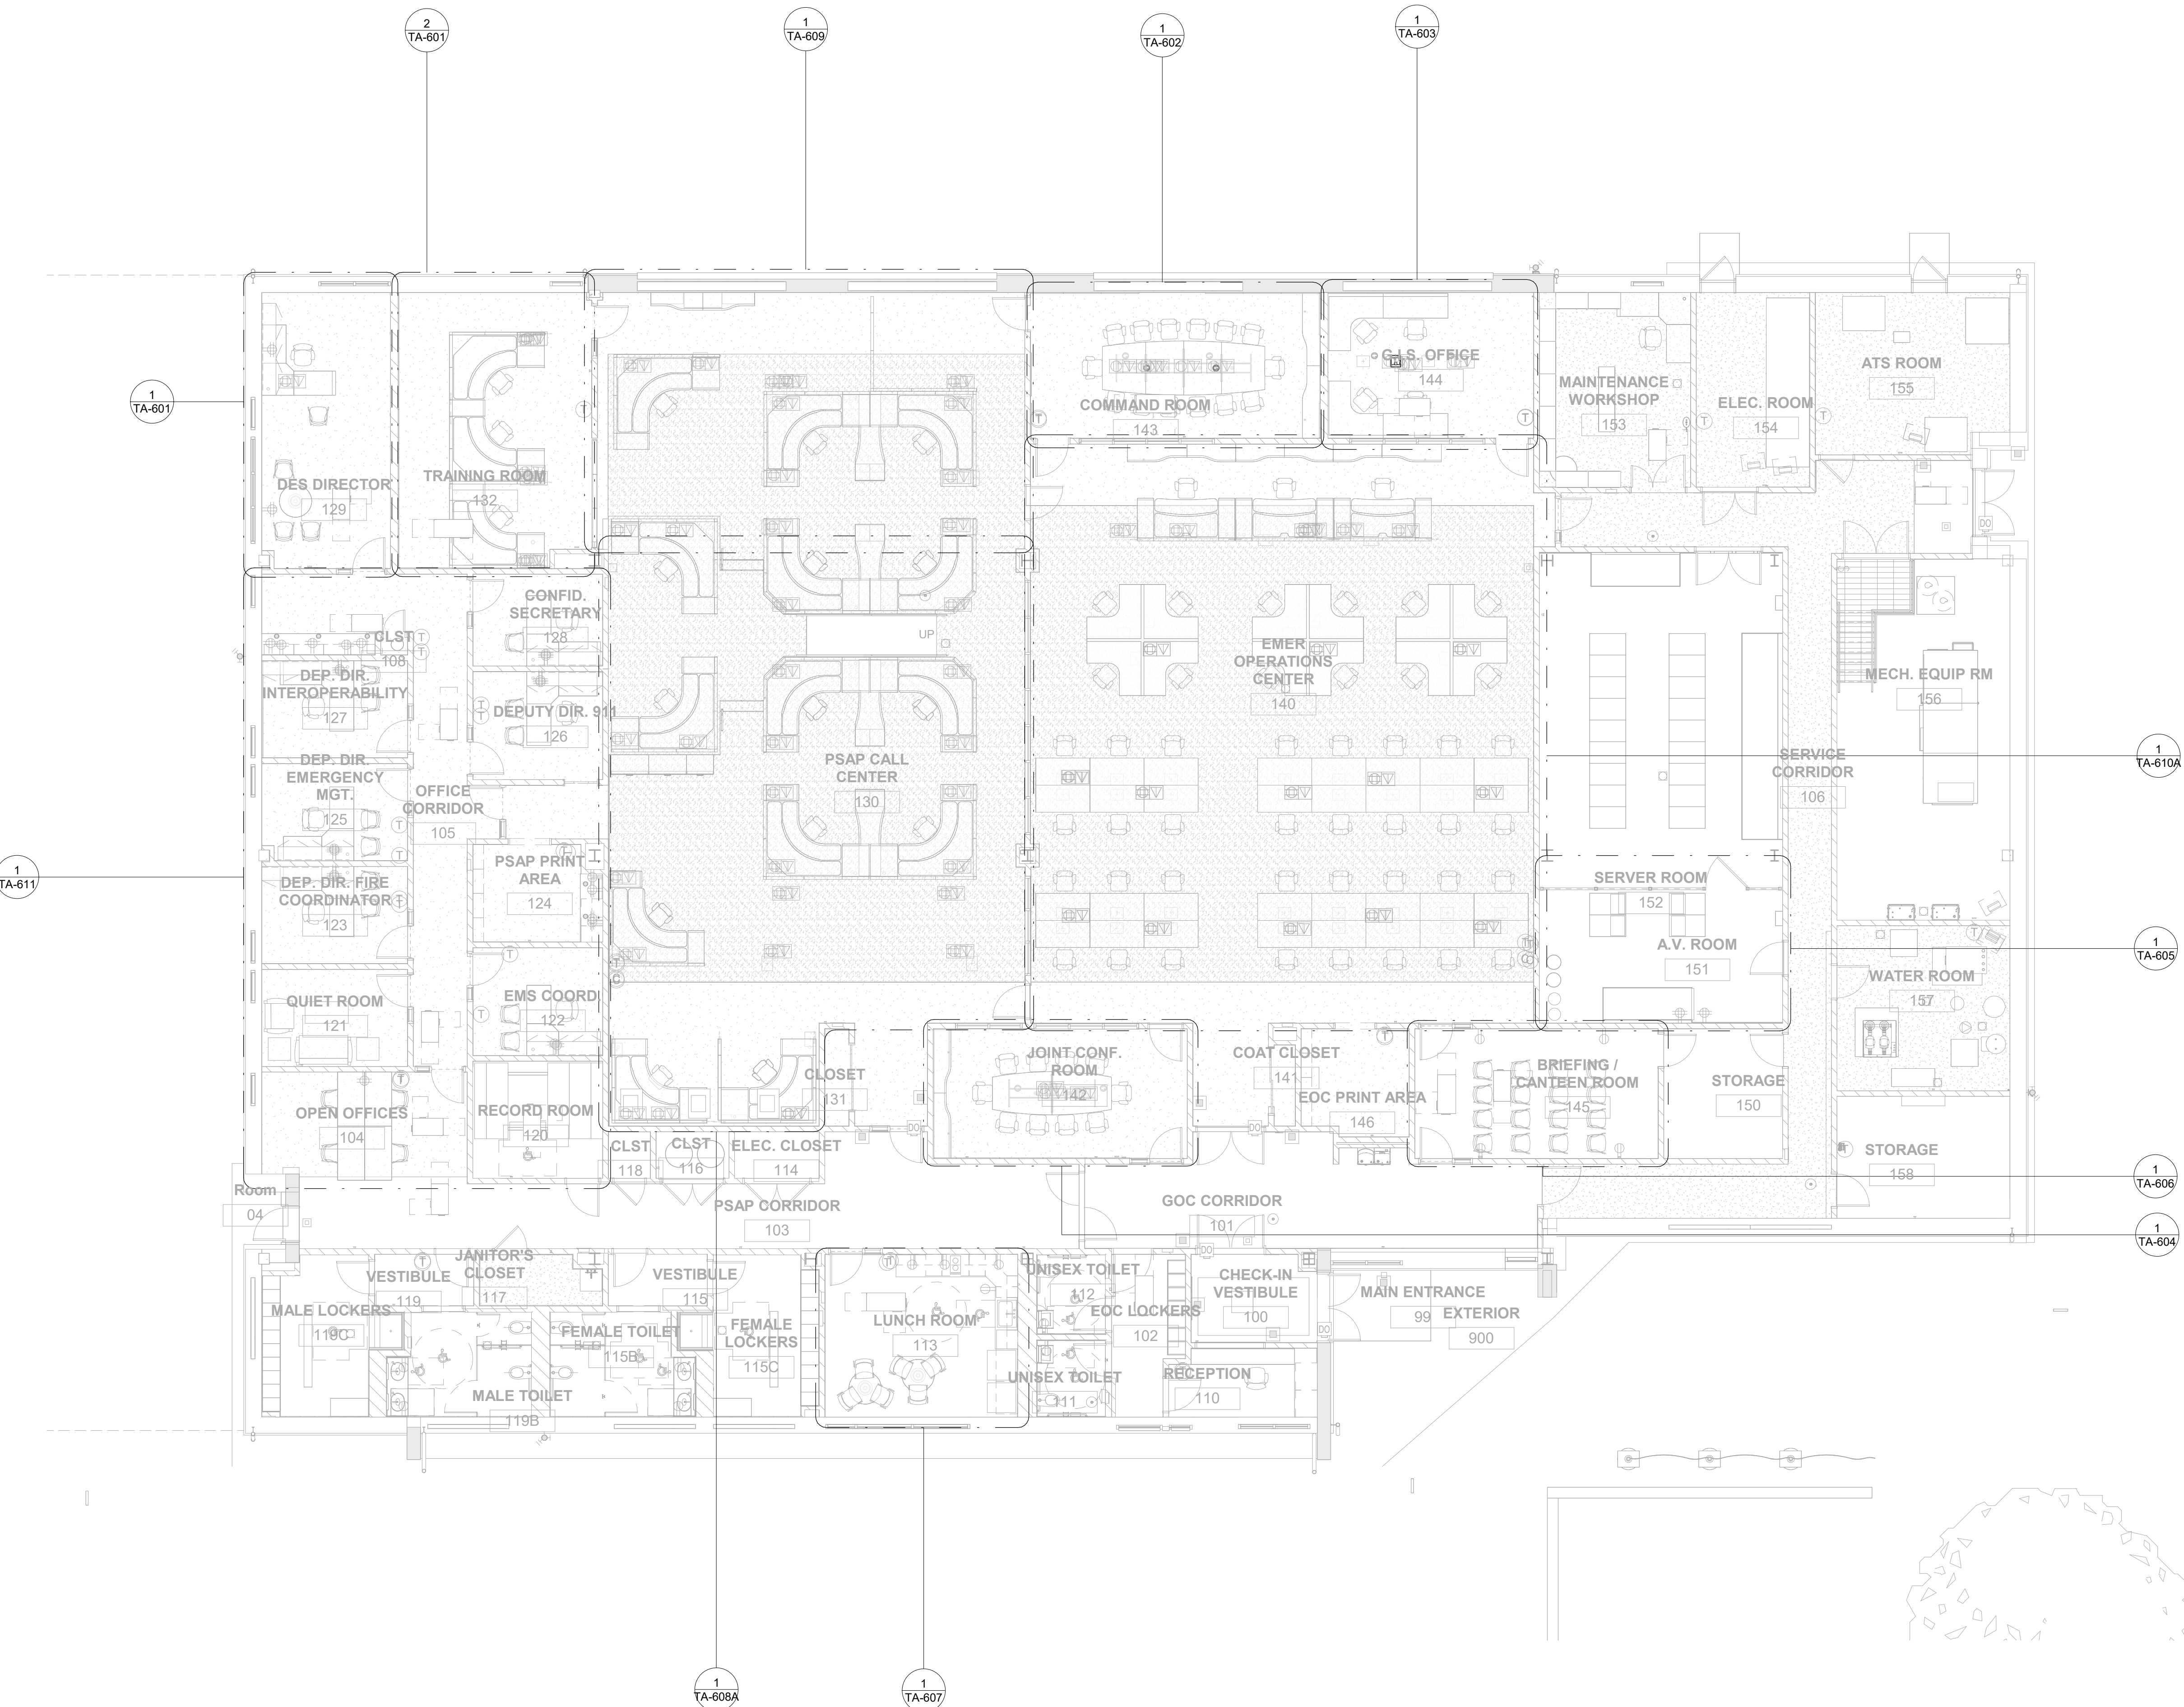 2
TA-601
1
TA-609
1
TA-602
1
TA-603
1
TA-601
DES DIRECTOR
129
TRAINING ROOM
132
COMMAND ROOM
143
G.I.S. OFFICE
144
MAINTENANCE
WORKSHOP
153
ELEC. ROOM
154
ATS ROOM
155
CONFID.
SECRETARY
128
CLST
108
DEP. DIR.
INTEROPERABILITY
127
DEPUTY DIR. 911
126
UP
EMER
OPERATIONS
CENTER
140
MECH. EQUIP RM
156
DEP. DIR.
EMERGENCY
MGT.
125
OFFICE
CORRIDOR
105
PSAP CALL
CENTER
130
SERVICE
CORRIDOR
106
1
TA-610A
1
TA-611
DEP. DIR. FIRE
COORDINATOR
123
PSAP PRINT
AREA
124
SERVER ROOM
152
A.V. ROOM
151
1
TA-605
WATER ROOM
157
QUIET ROOM
121
EMS COORD.
122
CLOSET
131
JOINT CONF.
ROOM
142
COAT CLOSET
141
EOC PRINT AREA
146
BRIEFING /
CANTEEN ROOM
145
STORAGE
150
OPEN OFFICES
104
RECORD ROOM
120
CLST
118
CLST
116
ELEC. CLOSET
114
STORAGE
158
1
TA-606
Room
04
PSAP CORRIDOR
103
GOC CORRIDOR
101
1
TA-604
JANITOR'S
CLOSET
117
VESTIBULE
119
VESTIBULE
115
MALE LOCKERS
119C
FEMALE TOILET
115B
FEMALE
LOCKERS
115C
LUNCH ROOM
113
UNISEX TOILET
112
EOC LOCKERS
102
CHECK-IN
VESTIBULE
100
MAIN ENTRANCE
99
EXTERIOR
900
MALE TOILET
119B
UNISEX TOILET
111
RECEPTION
110
1
TA-608A
1
TA-607